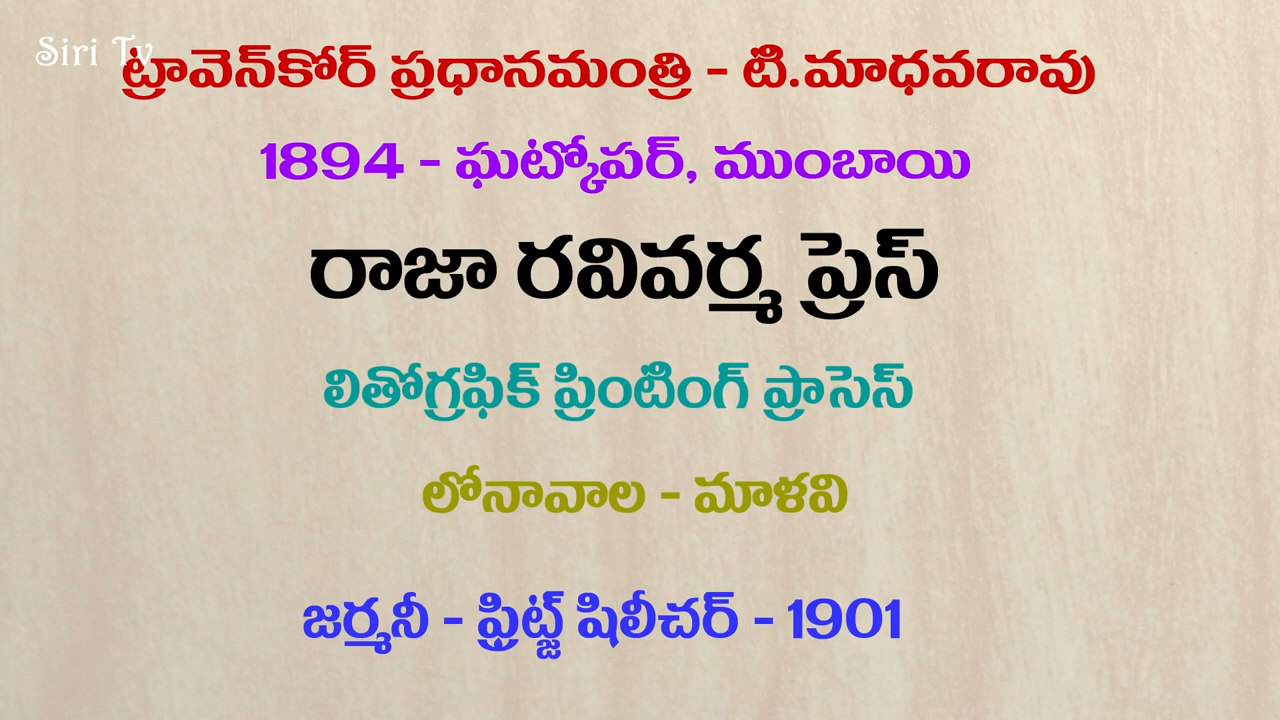 Siri Tv
ట్రావెన్‌కోర్ ప్రధానమంత్రి - టి.మాధవరావు
1894 - ఘట్కోపర్, ముంబాయి
రాజా రవివర్మ ప్రెస్
లితోగ్రఫిక్ ప్రింటింగ్ ప్రాసెస్
లోనావాల - మాళవి
జర్మనీ - ఫ్రిట్జ్ షిలీచర్ - 1901